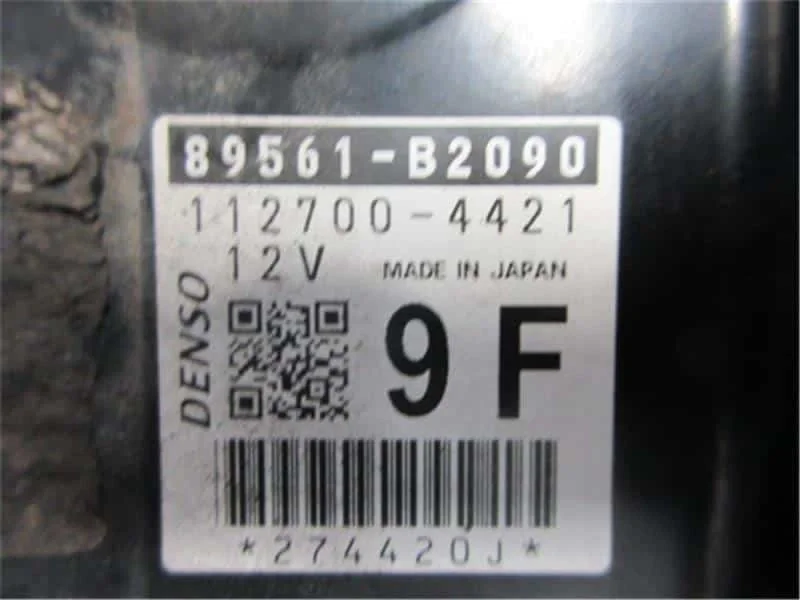 89561-B2090
112700-4421
12V MADE IN JAPAN
DENSO
9F
*274420J*